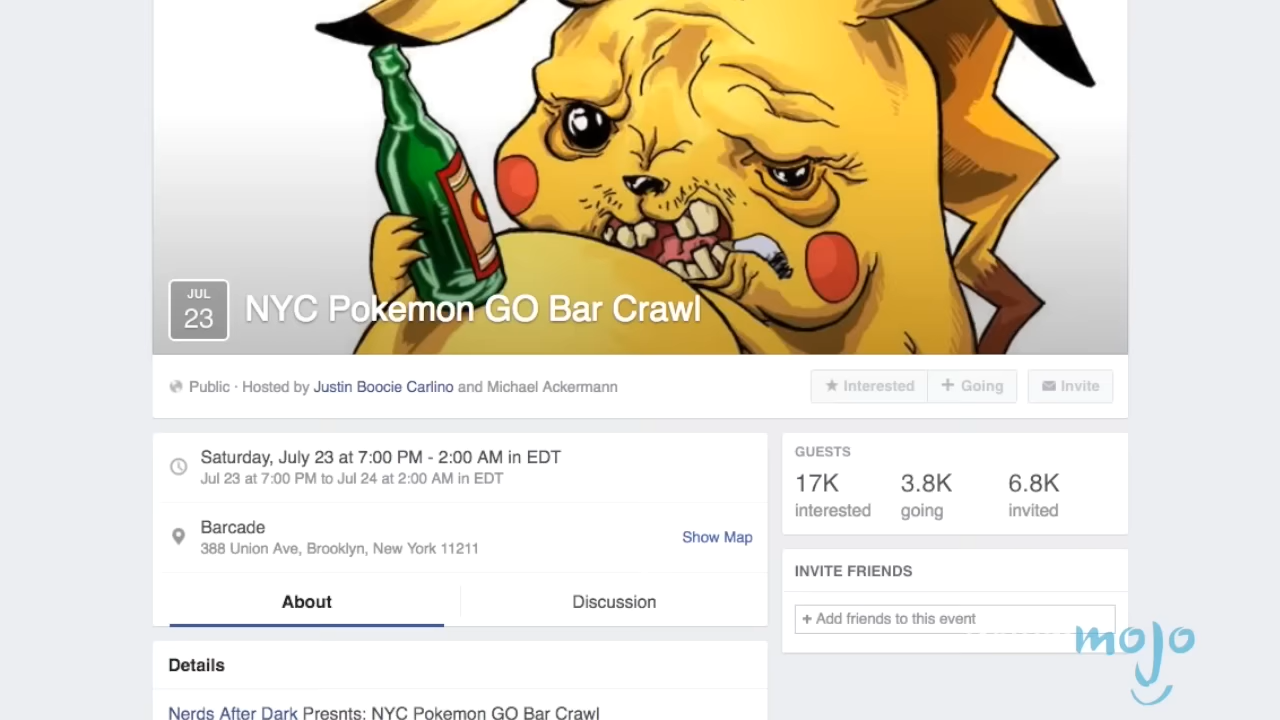 JUL
23
NYC Pokemon GO Bar Crawl
Public · Hosted by Justin Boocie Carlino and Michael Ackermann
Interested
+ Going
Invite
Saturday, July 23 at 7:00 PM - 2:00 AM in EDT
Jul 23 at 7:00 PM to Jul 24 at 2:00 AM in EDT
Barcade
388 Union Ave, Brooklyn, New York 11211
Show Map
About
Discussion
Details
Nerds After Dark Presnts: NYC Pokemon GO Bar Crawl
GUESTS
17K
3.8K
6.8K
interested
going
invited
INVITE FRIENDS
+ Add friends to this event
mojo